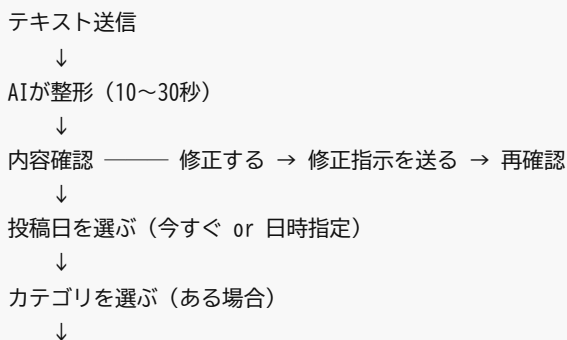 テキスト送信
↓
AIが整形（10〜30秒）
↓
内容確認 ――― 修正する → 修正指示を送る → 再確認
↓
投稿日を選ぶ（今すぐ or 日時指定）
↓
カテゴリを選ぶ（ある場合）
↓